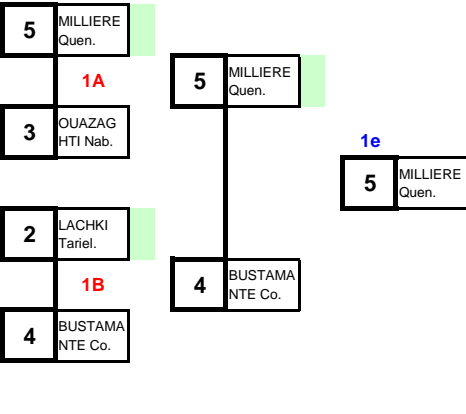 5
MILLIERE
Quen.
1A
3
OUAZAG
HTI Nab.
2
LACHKI
Tariel.
1B
4
BUSTAMA
NTE Co.
5
MILLIERE
Quen.
4
BUSTAMA
NTE Co.
1e
5
MILLIERE
Quen.